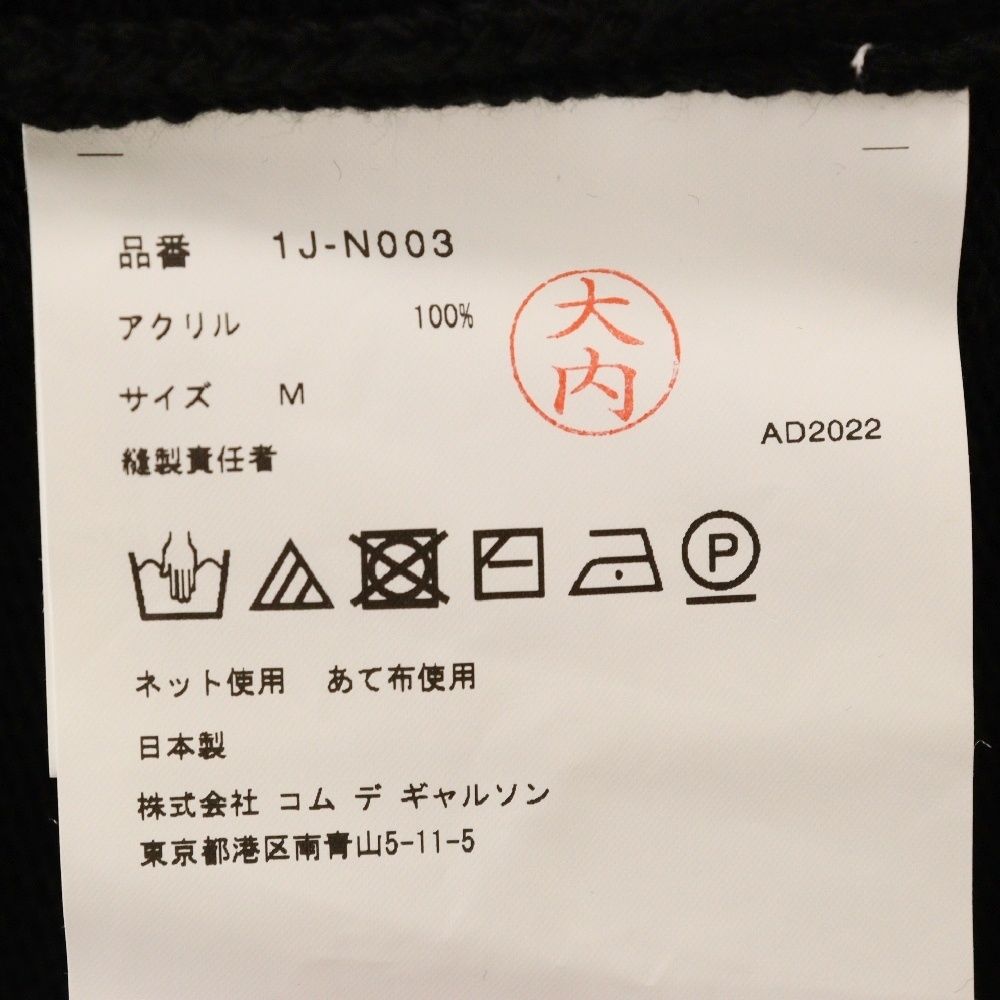 品番 1J-N003
アクリル 100%
大内
サイズ M
AD2022
縫製責任者
P
ネット使用 あて布使用
日本製
株式会社 コム デ ギャルソン
東京都港区南青山5-11-5